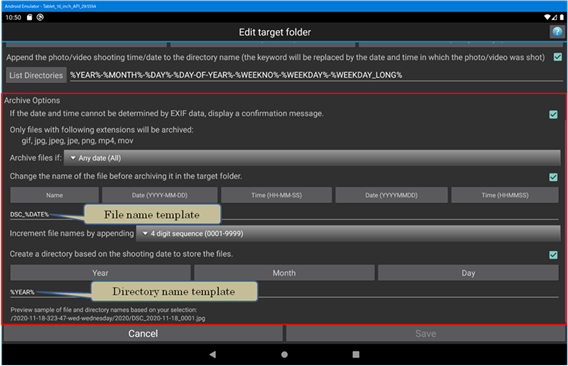 Android Emulator - Tablet_10_inch_API_29:5554
10:50
Edit target folder
Append the photo/video shooting time/date to the directory name (the keyword will be replaced by the date and time in which the photo/video was shot)
List Directories %YEAR%-%MONTH%-%DAY%-%DAY-OF-YEAR%-%WEEKNO%-%WEEKDAY%-%WEEKDAY_LONG%
Archive Options
If the date and time cannot be determined by EXIF data, display a confirmation message.
Only files with following extensions will be archived:
gif, jpg, jpeg, jpe, png, mp4, mov
Archive files if: Any date (All)
Change the name of the file before archiving it in the target folder.
Name Date (YYYY-MM-DD) Time (HH-MM-SS) Date (YYYYMMDD) Time (HHMMSS)
DSC_%DATE% File name template
Increment file names by appending 4 digit sequence (0001-9999)
Create a directory based on the shooting date to store the files.
Year Month Day
%YEAR% Directory name template
Preview sample of file and directory names based on your selection:
/2020-11-18-323-47-wed-wednesday/2020/DSC_2020-11-18_0001.jpg
Cancel Save